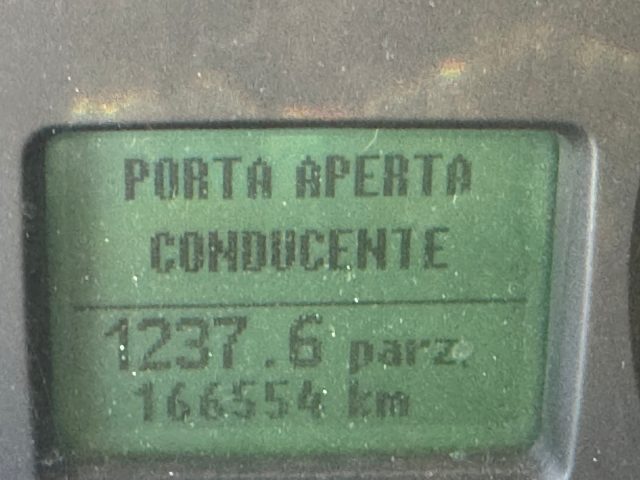 PORTA APERTA
CONDUCENTE
1237.6 parz.
166554 km